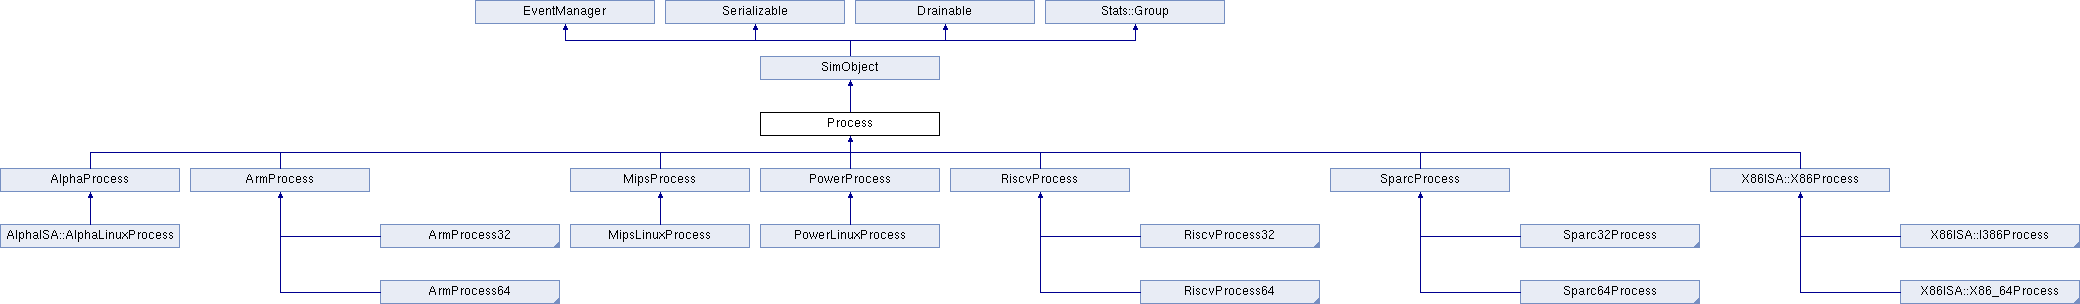 EventManager
Serializable
Drainable
Stats::Group
SimObject
Process
AlphaProcess
ArmProcess
MipsProcess
PowerProcess
RiscvProcess
SparcProcess
X86ISA::X86Process
AlphaISA::AlphaLinuxProcess
ArmProcess32
MipsLinuxProcess
PowerLinuxProcess
RiscvProcess32
Sparc32Process
X86ISA::I386Process
ArmProcess64
RiscvProcess64
Sparc64Process
X86ISA::X86_64Process